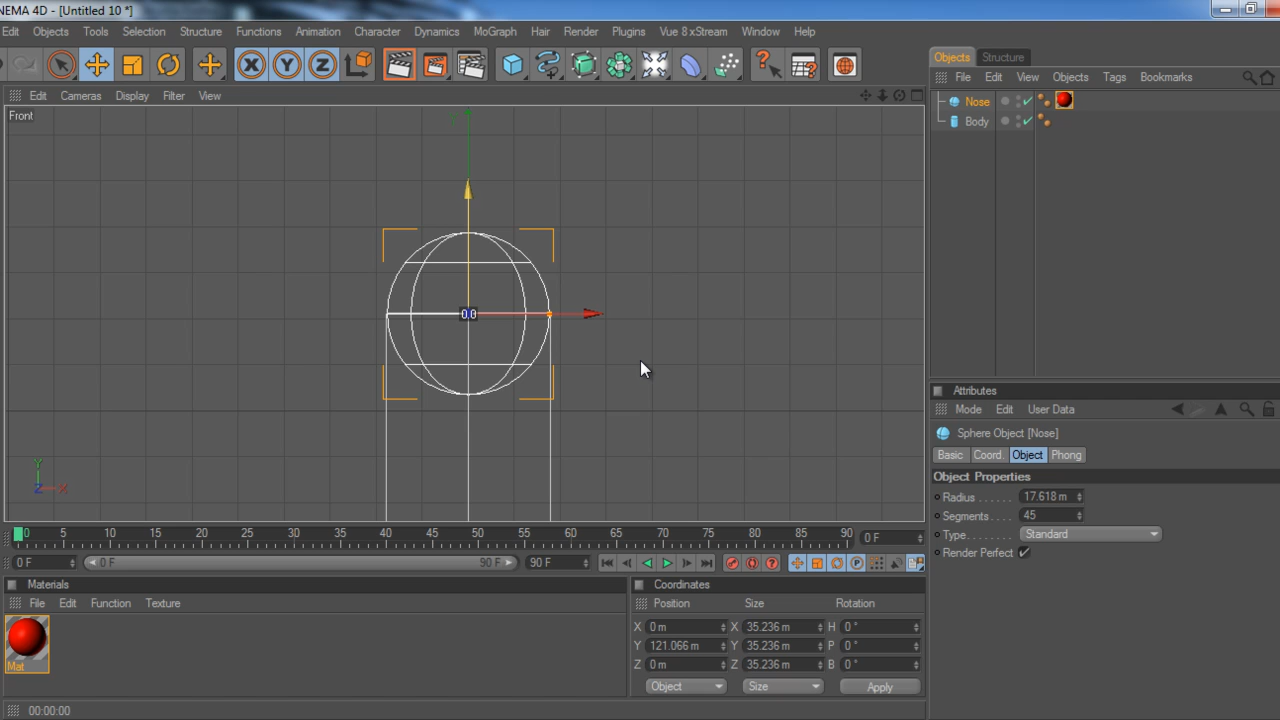 NEMA 4D - [Untitled 10 *]
Edit Objects Tools Selection Structure Functions Animation Character Dynamics MoGraph Hair Render Plugins Vue 8 xStream Window Help
X Y Z
Objects Structure
File Edit View Objects Tags Bookmarks
Edit Cameras Display Filter View
Nose
Body
Front
Y
0.0
Attributes
Mode Edit User Data
Sphere Object [Nose]
Basic Coord. Object Phong
Object Properties
Radius 17.618 m
Segments 45
Type Standard
Render Perfect
Y
Z X
0 5 10 15 20 25 30 35 40 45 50 55 60 65 70 75 80 85 90 0 F
0 F 0 F 90 F 90 F
Materials
File Edit Function Texture
Mat
Coordinates
Position Size Rotation
X 0 m X 35.236 m H 0 °
Y 121.066 m Y 35.236 m P 0 °
Z 0 m Z 35.236 m B 0 °
Object Size Apply
00:00:00